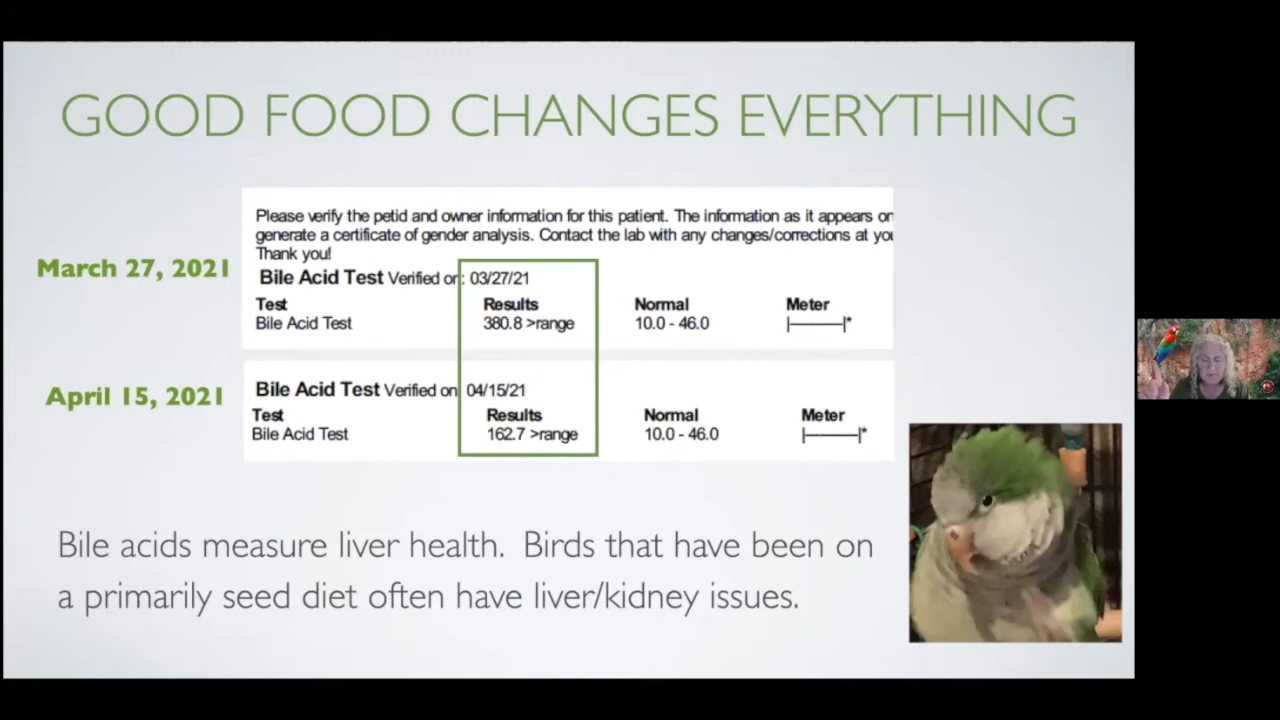 GOOD FOOD CHANGES EVERYTHING
Please verify the petid and owner information for this patient. The information as it appears on
generate a certificate of gender analysis. Contact the lab with any changes/corrections at you
Thank you!
March 27, 2021
Bile Acid Test Verified on: 03/27/21
Test Results Normal Meter
Bile Acid Test 380.8 >range 10.0 - 46.0 |———|*
April 15, 2021
Bile Acid Test Verified on 04/15/21
Test Results Normal Meter
Bile Acid Test 162.7 >range 10.0 - 46.0 |———|*
Bile acids measure liver health. Birds that have been on
a primarily seed diet often have liver/kidney issues.